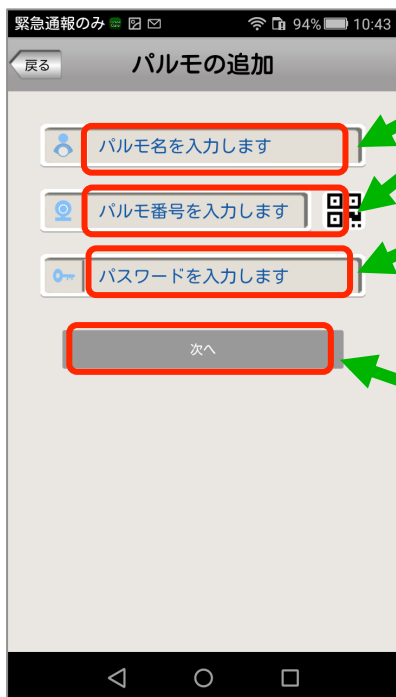 緊急通報のみ 94% 10:43
戻る パルモの追加
パルモ名を入力します
パルモ番号を入力します
パスワードを入力します
次へ